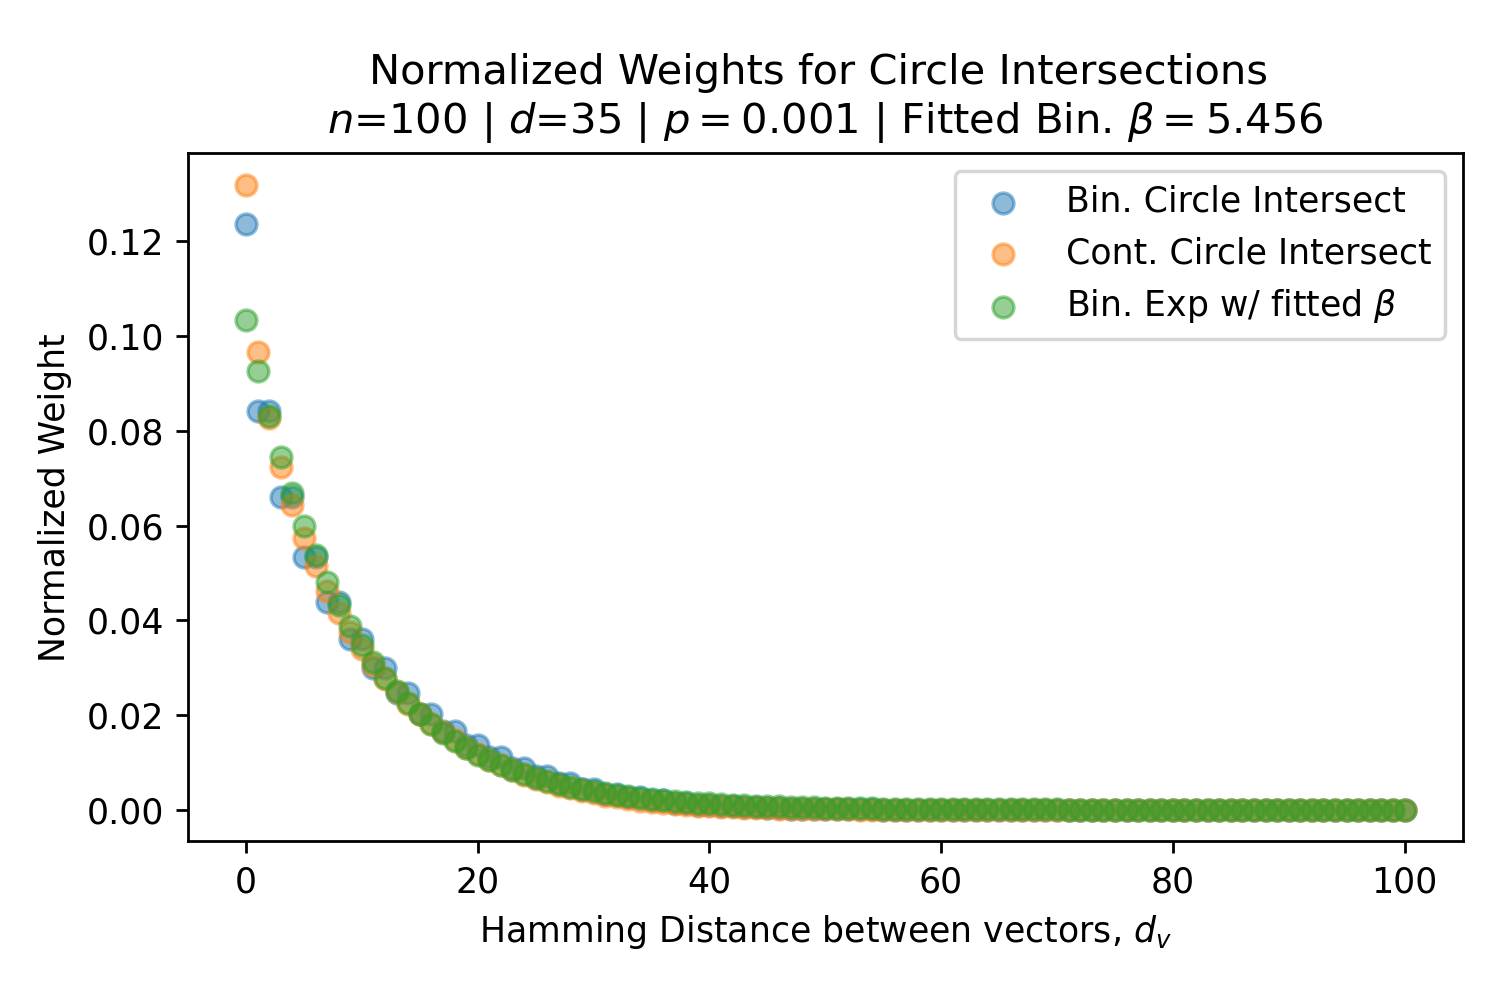 Normalized Weights for Circle Intersections
n=100 | d=35 | p = 0.001 | Fitted Bin. β = 5.456
Bin. Circle Intersect
Cont. Circle Intersect
Bin. Exp w/ fitted β
Normalized Weight
0.12
0.10
0.08
0.06
0.04
0.02
0.00
0 20 40 60 80 100
Hamming Distance between vectors, d_v